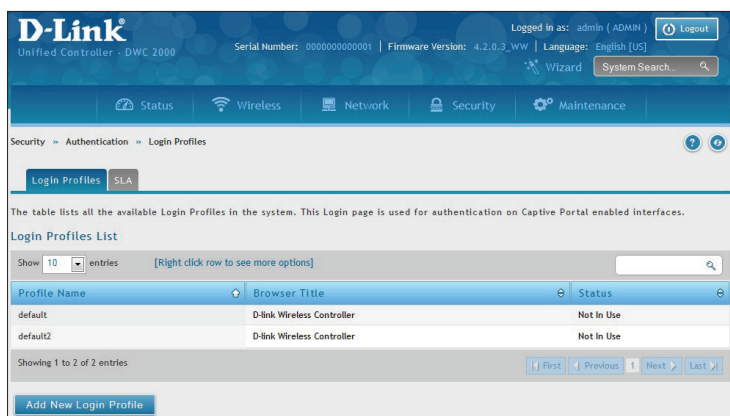 D-Link
Unified Controller - DWC 2000
Logged in as: admin ( ADMIN )
Logout
Serial Number: 0000000000001 | Firmware Version: 4.2.0.3_WW | Language: English [US]
Wizard
System Search...
Status
Wireless
Network
Security
Maintenance
Security » Authentication » Login Profiles
Login Profiles
SLA
The table lists all the available Login Profiles in the system. This Login page is used for authentication on Captive Portal enabled interfaces.
Login Profiles List
Show 10 entries [Right click row to see more options]
Profile Name Browser Title Status
default D-link Wireless Controller Not In Use
default2 D-link Wireless Controller Not In Use
Showing 1 to 2 of 2 entries
First Previous 1 Next Last
Add New Login Profile